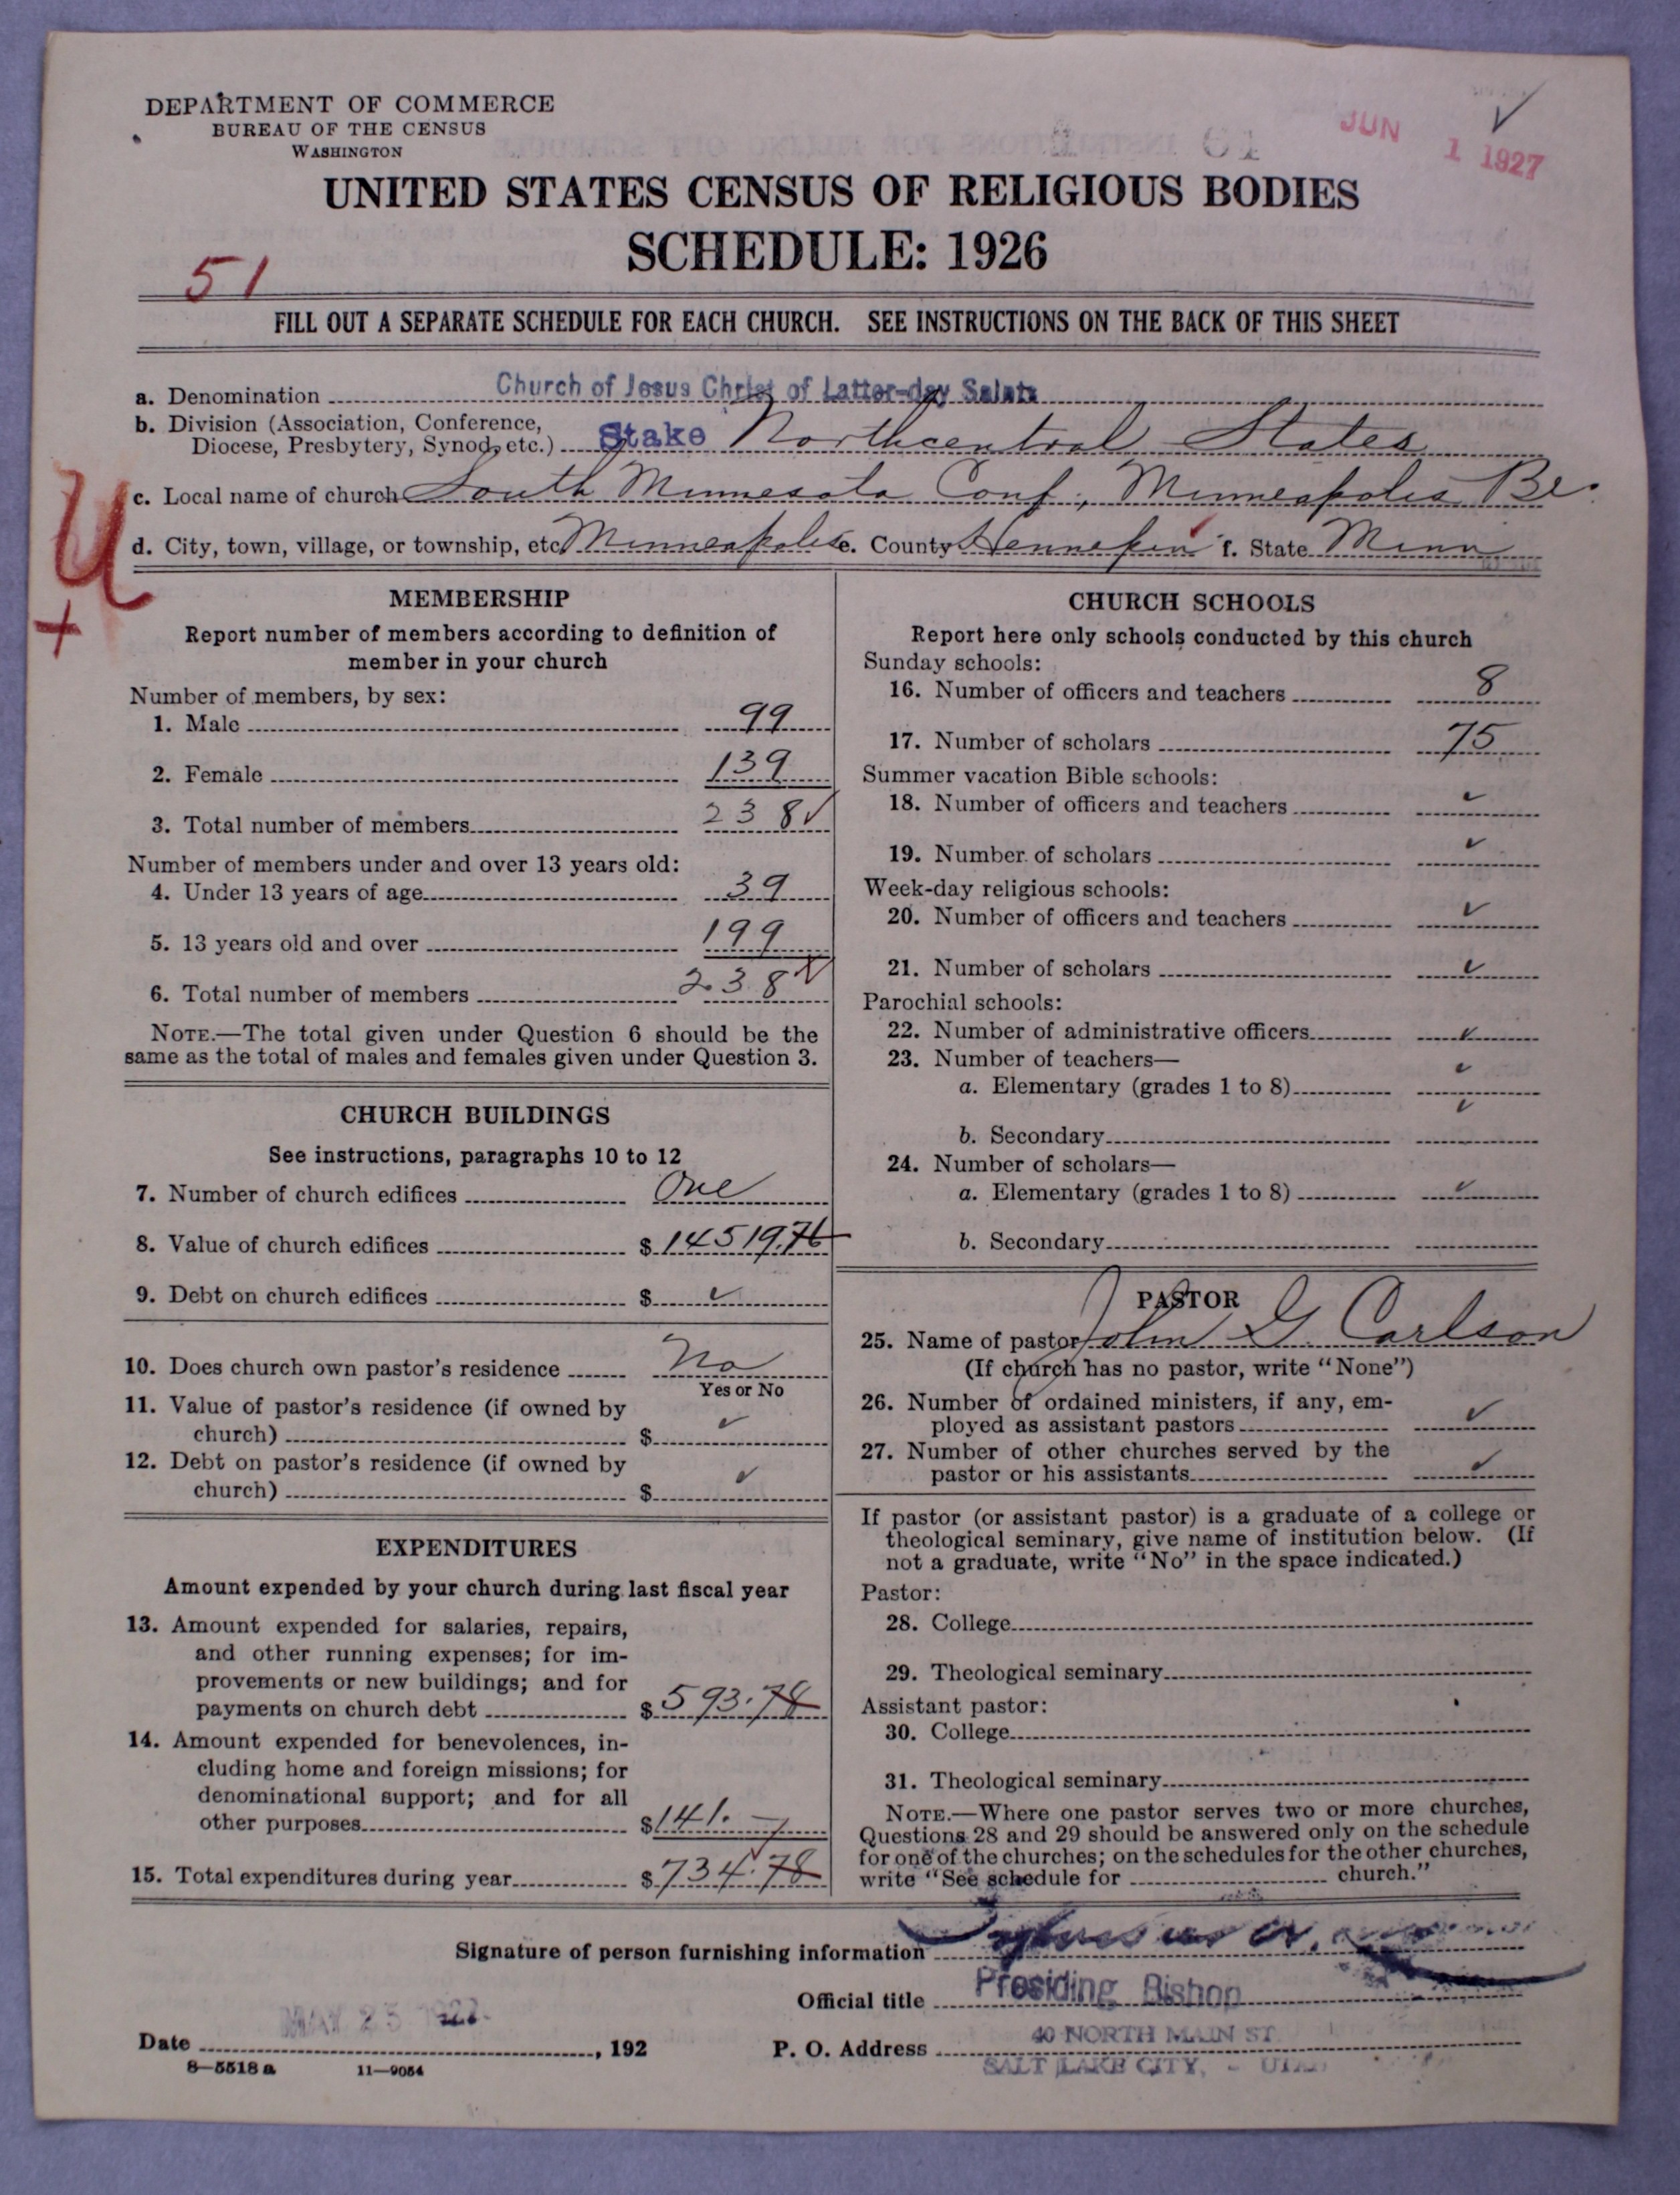 DEPARTMENT OF COMMERCE
BUREAU OF THE CENSUS
WASHINGTON
JUN 1 1927
UNITED STATES CENSUS OF RELIGIOUS BODIES
SCHEDULE: 1926
51
FILL OUT A SEPARATE SCHEDULE FOR EACH CHURCH. SEE INSTRUCTIONS ON THE BACK OF THIS SHEET
a. Denomination Church of Jesus Christ of Latter-day Saints
b. Division (Association, Conference,
Diocese, Presbytery, Synod, etc.) Stake Northcentral States
c. Local name of church South Minnesota Conf., Minneapolis Br.
d. City, town, village, or township, etc. Minneapolis e. County Hennepin f. State Minn
U
+
MEMBERSHIP
Report number of members according to definition of
member in your church
Number of members, by sex:
1. Male 99
2. Female 139
3. Total number of members 238 ✓
Number of members under and over 13 years old:
4. Under 13 years of age 39
5. 13 years old and over 199
6. Total number of members 238 ✓
NOTE.—The total given under Question 6 should be the
same as the total of males and females given under Question 3.
CHURCH BUILDINGS
See instructions, paragraphs 10 to 12
7. Number of church edifices One
8. Value of church edifices $ 14519.76
9. Debt on church edifices $ ✓
10. Does church own pastor's residence No
Yes or No
11. Value of pastor's residence (if owned by
church) $ ✓
12. Debt on pastor's residence (if owned by
church) $ ✓
EXPENDITURES
Amount expended by your church during last fiscal year
13. Amount expended for salaries, repairs,
and other running expenses; for im-
provements or new buildings; and for
payments on church debt $ 593.78
14. Amount expended for benevolences, in-
cluding home and foreign missions; for
denominational support; and for all
other purposes $ 141.—
15. Total expenditures during year $ 734.78
CHURCH SCHOOLS
Report here only schools conducted by this church
Sunday schools:
16. Number of officers and teachers 8
17. Number of scholars 75
Summer vacation Bible schools:
18. Number of officers and teachers ✓
19. Number of scholars ✓
Week-day religious schools:
20. Number of officers and teachers ✓
21. Number of scholars ✓
Parochial schools:
22. Number of administrative officers ✓
23. Number of teachers—
a. Elementary (grades 1 to 8) ✓
b. Secondary ✓
24. Number of scholars—
a. Elementary (grades 1 to 8) ✓
b. Secondary
PASTOR
25. Name of pastor John G. Carlson
(If church has no pastor, write "None")
26. Number of ordained ministers, if any, em-
ployed as assistant pastors ✓
27. Number of other churches served by the
pastor or his assistants ✓
If pastor (or assistant pastor) is a graduate of a college or
theological seminary, give name of institution below. (If
not a graduate, write "No" in the space indicated.)
Pastor:
28. College
29. Theological seminary
Assistant pastor:
30. College
31. Theological seminary
NOTE.—Where one pastor serves two or more churches,
Questions 28 and 29 should be answered only on the schedule
for one of the churches; on the schedules for the other churches,
write "See schedule for church."
Signature of person furnishing information
Official title Presiding Bishop
MAY 25 1927
Date , 192
P. O. Address 40 NORTH MAIN ST.
SALT LAKE CITY, - UTAH
8—5518 a 11—9054